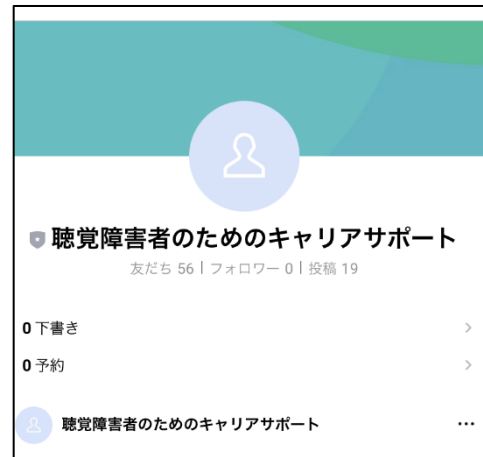 聴覚障害者のためのキャリアサポート
友だち 56 | フォロワー 0 | 投稿 19
0 下書き
0 予約
聴覚障害者のためのキャリアサポート